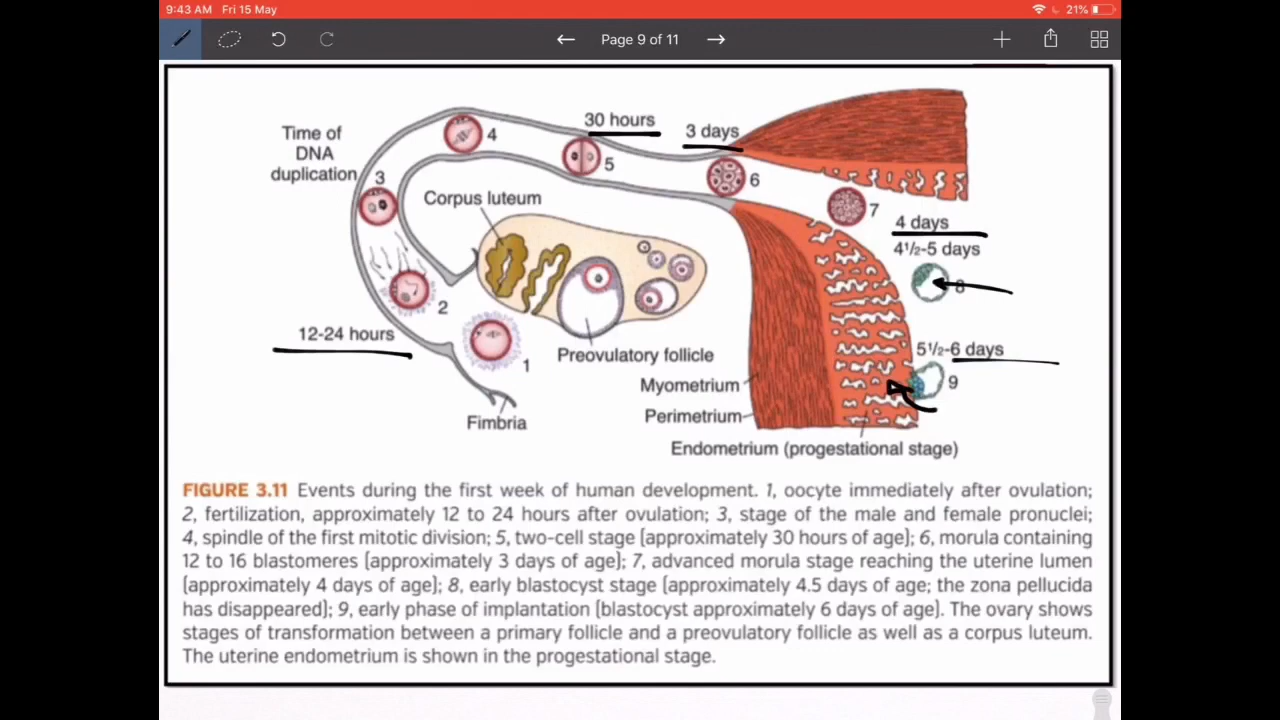 9:43 AM Fri 15 May
21%
Page 9 of 11
Time of
DNA
duplication
30 hours
3 days
4
5
6
3
7
Corpus luteum
4 days
4½-5 days
8
2
12-24 hours
1
Preovulatory follicle
5½-6 days
9
Myometrium
Perimetrium
Fimbria
Endometrium (progestational stage)
FIGURE 3.11 Events during the first week of human development. 1, oocyte immediately after ovulation;
2, fertilization, approximately 12 to 24 hours after ovulation; 3, stage of the male and female pronuclei;
4, spindle of the first mitotic division; 5, two-cell stage (approximately 30 hours of age); 6, morula containing
12 to 16 blastomeres (approximately 3 days of age); 7, advanced morula stage reaching the uterine lumen
(approximately 4 days of age); 8, early blastocyst stage (approximately 4.5 days of age; the zona pellucida
has disappeared); 9, early phase of implantation (blastocyst approximately 6 days of age). The ovary shows
stages of transformation between a primary follicle and a preovulatory follicle as well as a corpus luteum.
The uterine endometrium is shown in the progestational stage.